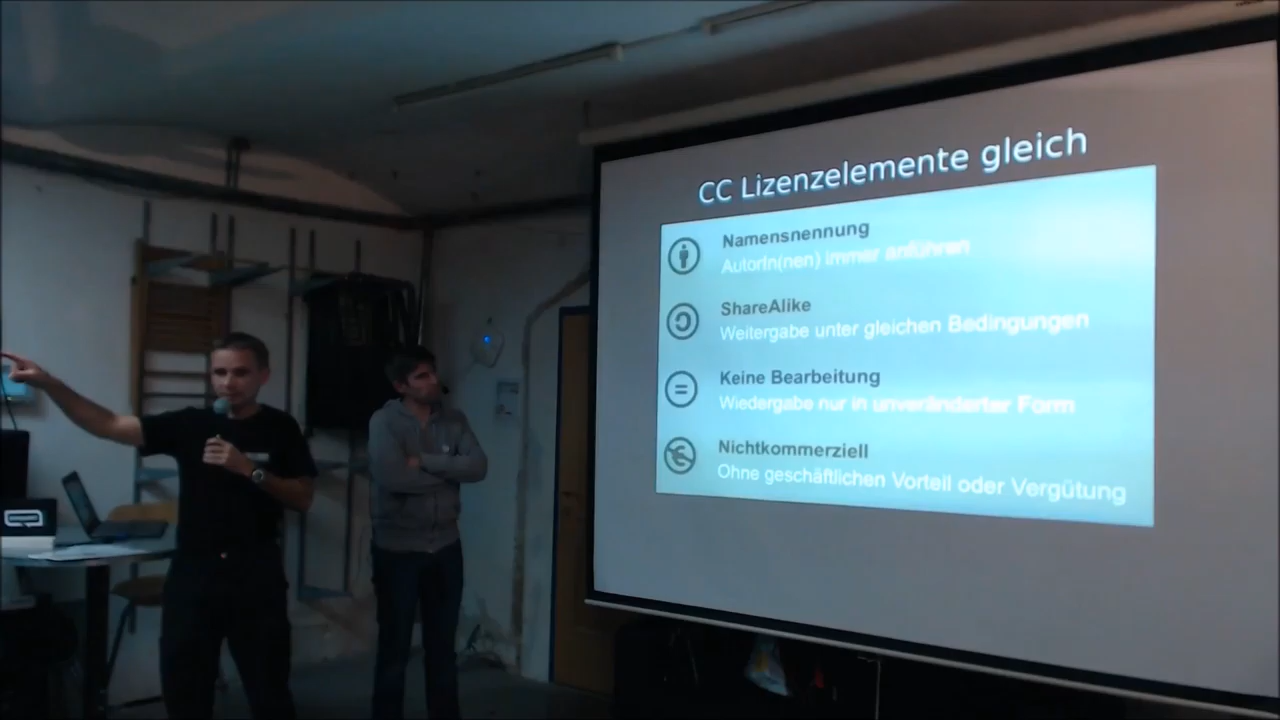 CC Lizenzelemente gleich
Namensnennung
AutorIn(nen) immer anführen
ShareAlike
Weitergabe unter gleichen Bedingungen
Keine Bearbeitung
Wiedergabe nur in unveränderter Form
Nichtkommerziell
Ohne geschäftlichen Vorteil oder Vergütung